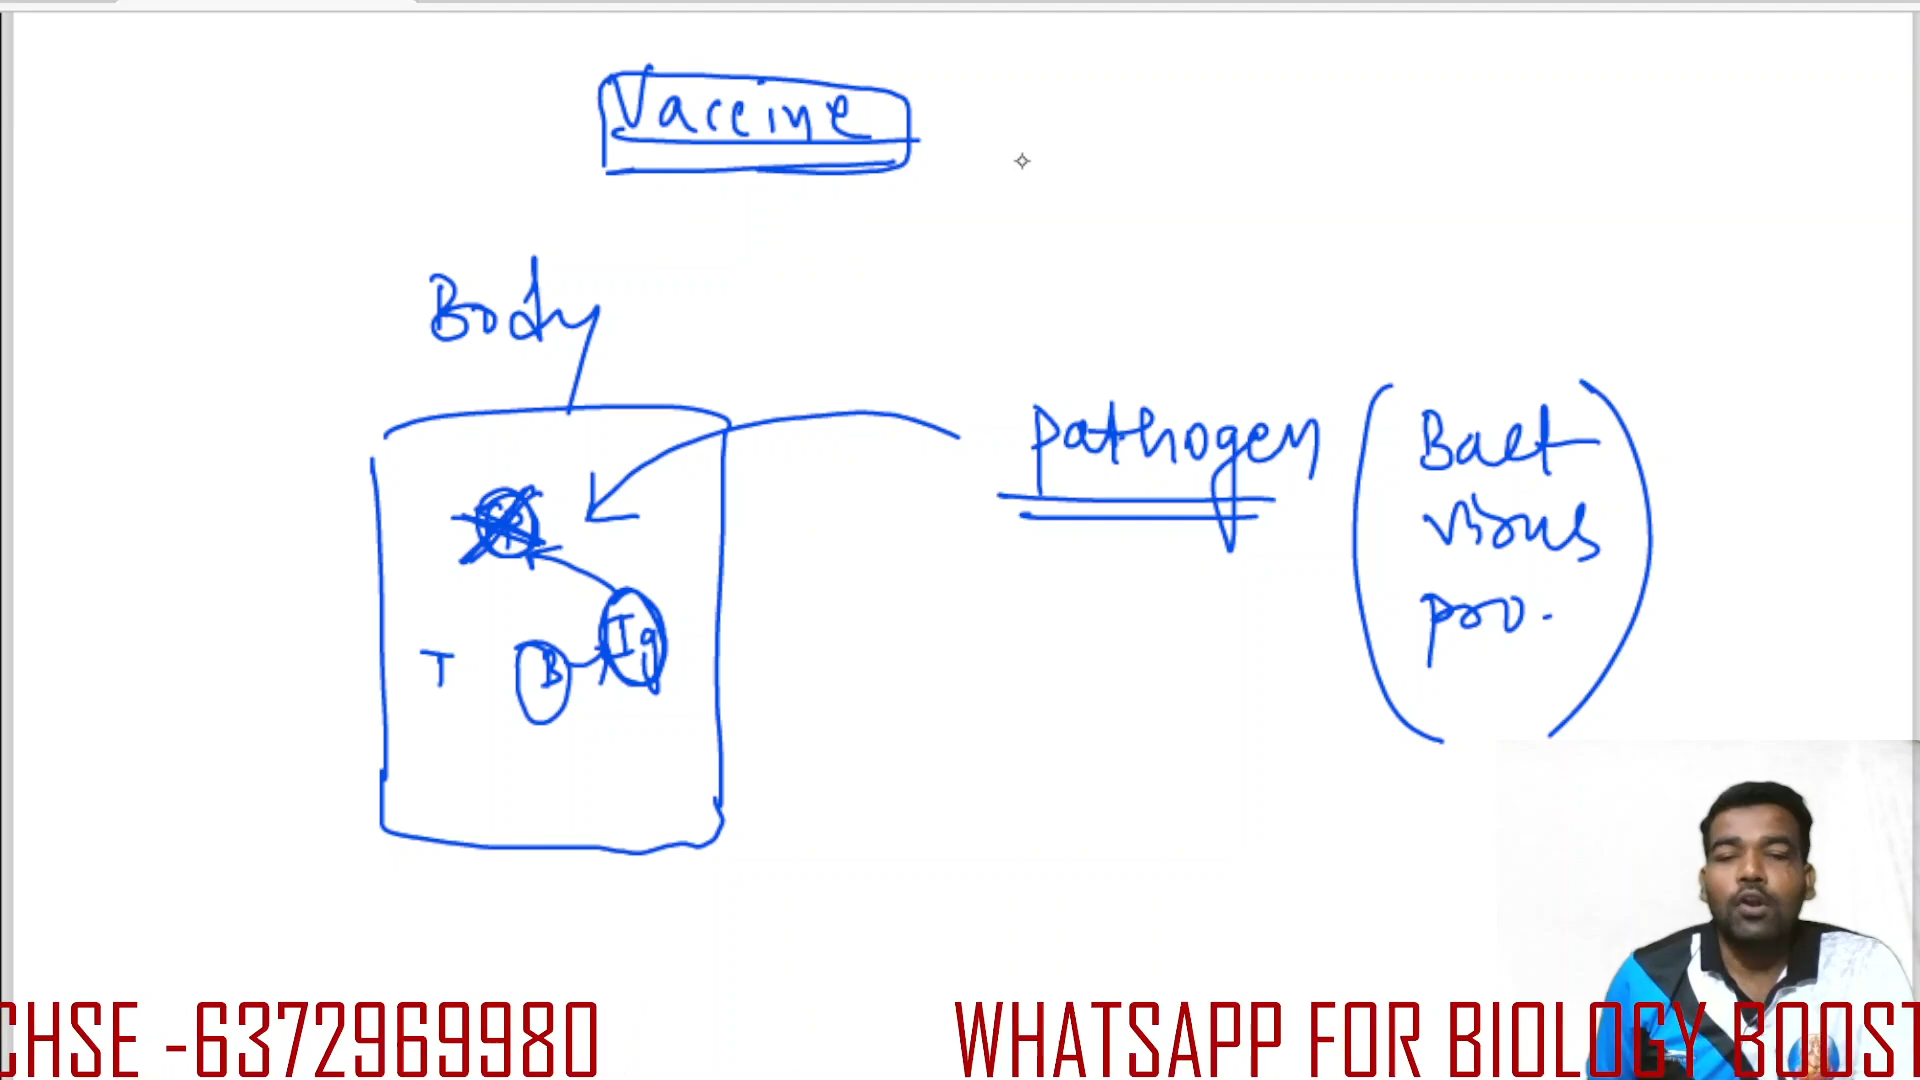 Vaccine
Body
pathogen
Bact
virus
pro.
Ig
T B
CHSE -6372969980 WHATSAPP FOR BIOLOGY BOOST